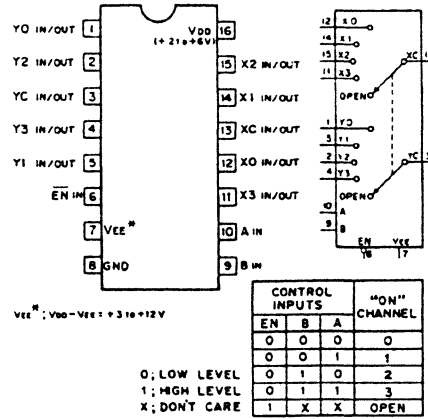 Y0 IN/OUT 1
VDD 16
(+2 to +6V)
Y2 IN/OUT 2
15 X2 IN/OUT
YC IN/OUT 3
14 X1 IN/OUT
Y3 IN/OUT 4
13 XC IN/OUT
Y1 IN/OUT 5
12 X0 IN/OUT
EN IN 6
11 X3 IN/OUT
7 VEE*
10 A IN
8 GND
9 B IN
VEE*; VDD-VEE=+3 to +12V
12 X0
14 X1
15 X2
XC
11 X3
OPEN
1 Y0
5 Y1
2 Y2
YC 3
4 Y3
OPEN
10 A
9 B
EN VEE
7
CONTROL INPUTS "ON" CHANNEL
EN B A
0 0 0 0
0 0 1 1
0 1 0 2
0 1 1 3
1 X X OPEN
0; LOW LEVEL
1; HIGH LEVEL
X; DON'T CARE